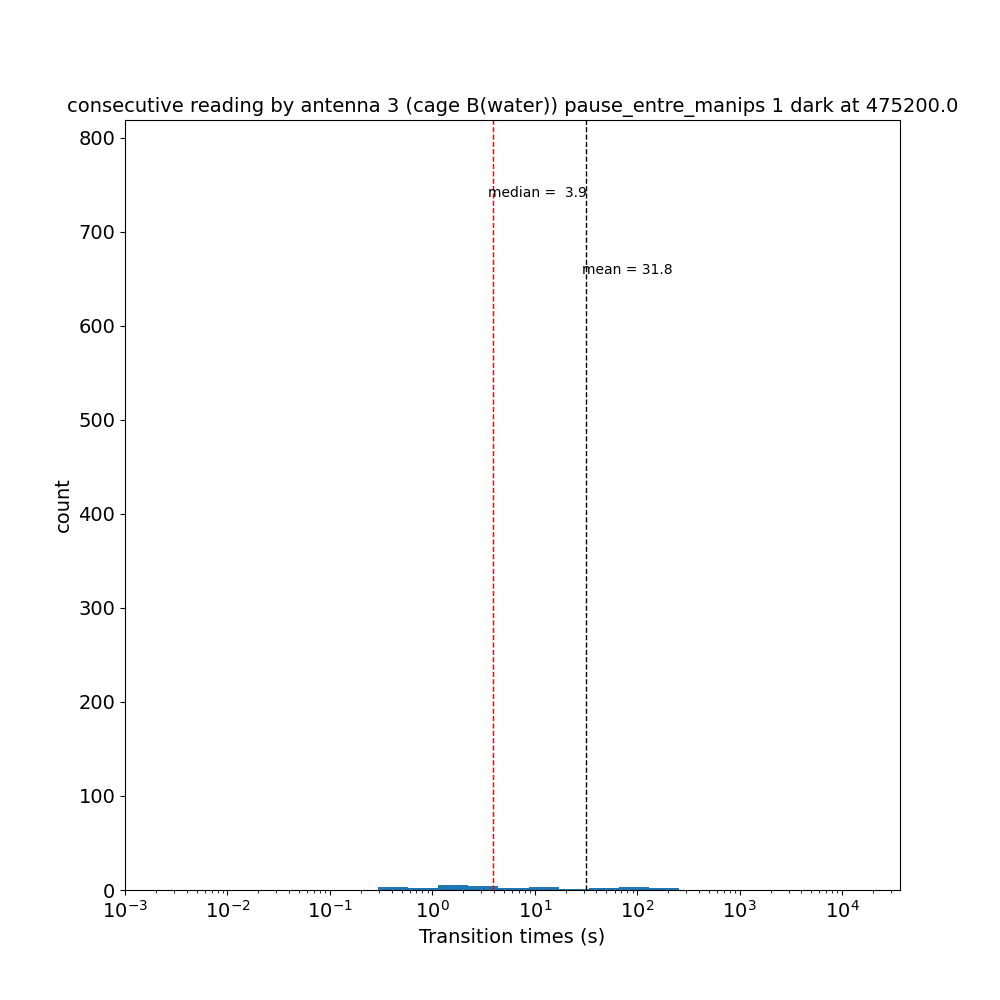 consecutive reading by antenna 3 (cage B(water)) pause_entre_manips 1 dark at 475200.0
800
median =  3.9
700
mean = 31.8
600
500
count
400
300
200
100
0
10⁻³ 10⁻² 10⁻¹ 10⁰ 10¹ 10² 10³ 10⁴
Transition times (s)